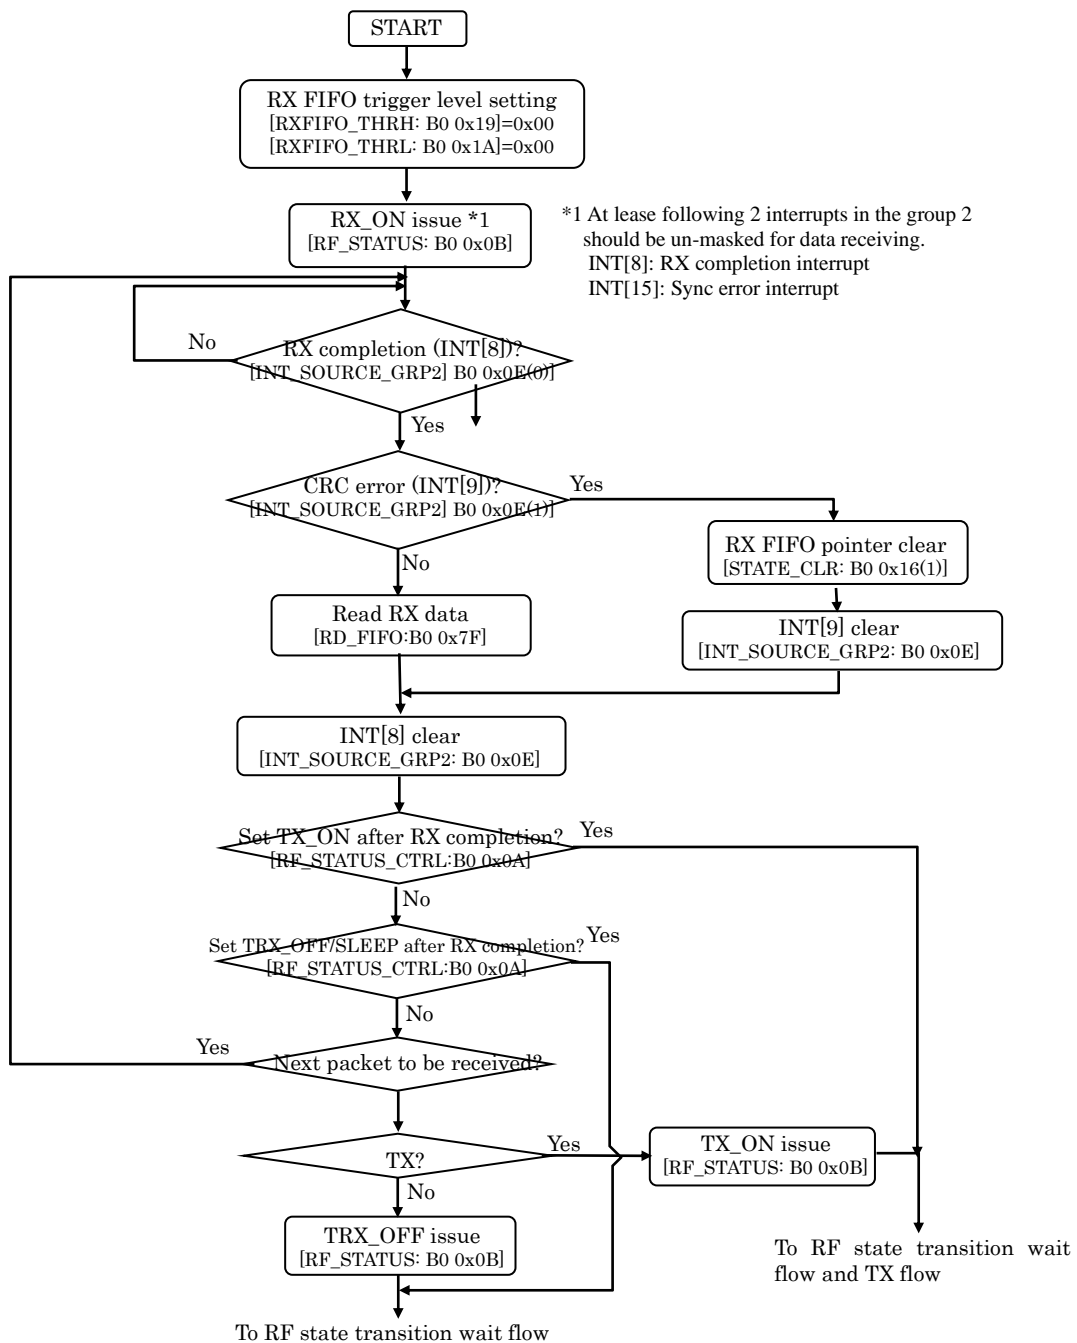 START
RX FIFO trigger level setting
[RXFIFO_THRH: B0 0x19]=0x00
[RXFIFO_THRL: B0 0x1A]=0x00
RX_ON issue *1
[RF_STATUS: B0 0x0B]
*1 At lease following 2 interrupts in the group 2
should be un-masked for data receiving.
INT[8]: RX completion interrupt
INT[15]: Sync error interrupt
No
RX completion (INT[8])?
[INT_SOURCE_GRP2] B0 0x0E(0)]
Yes
CRC error (INT[9])?
[INT_SOURCE_GRP2] B0 0x0E(1)]
Yes
No
RX FIFO pointer clear
[STATE_CLR: B0 0x16(1)]
Read RX data
[RD_FIFO:B0 0x7F]
INT[9] clear
[INT_SOURCE_GRP2: B0 0x0E]
INT[8] clear
[INT_SOURCE_GRP2: B0 0x0E]
Set TX_ON after RX completion?
[RF_STATUS_CTRL:B0 0x0A]
Yes
No
Set TRX_OFF/SLEEP after RX completion?
[RF_STATUS_CTRL:B0 0x0A]
Yes
No
Yes
Next packet to be received?
TX?
Yes
TX_ON issue
[RF_STATUS: B0 0x0B]
No
TRX_OFF issue
[RF_STATUS: B0 0x0B]
To RF state transition wait
flow and TX flow
To RF state transition wait flow